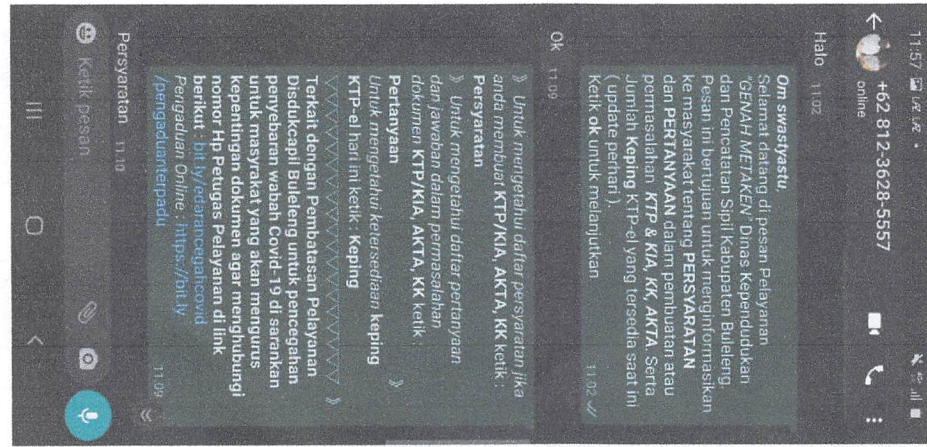 11:57
+62 812-3628-5557
online
Halo 11.02
Om swastyastu,
Selamat datang di pesan Pelayanan
"GENAH METAKEN" Dinas Kependudukan
dan Pencatatan Sipil Kabupaten Buleleng,
Pesan ini bertujuan untuk menginformasikan
ke masyarakat tentang PERSYARATAN
dan PERTANYAAN dalam pembuatan atau
permasalahan KTP & KIA, KK, AKTA. Serta
Jumlah Keping KTP-el yang tersedia saat ini
( update perhari ).
Ketik ok untuk melanjutkan
11.02
Ok 11.09
》 Untuk mengetahui daftar persyaratan jika
anda membuat KTP/KIA, AKTA, KK ketik :
Persyaratan
》 Untuk mengetahui daftar pertanyaan
dan jawaban dalam permasalahan
dokumen KTP/KIA, AKTA, KK ketik :
Pertanyaan 》
Untuk mengetahui ketersediaan keping
KTP-el hari ini ketik : Keping
▽▽▽▽▽▽▽▽▽▽▽▽▽▽▽▽ 》
Terkait dengan Pembatasan Pelayanan
Disdukcapil Buleleng untuk pencegahan
penyebaran wabah Covid-19 di sarankan
untuk masyrakat yang akan mengurus
kepentingan dokumen agar menghubungi
nomor Hp Petugas Pelayanan di link
berikut : bit.ly/edarancegahcovid
Pengaduan Online : https://bit.ly
/pengaduanterpadu
11.09
Persyaratan 11.10
Ketik pesan